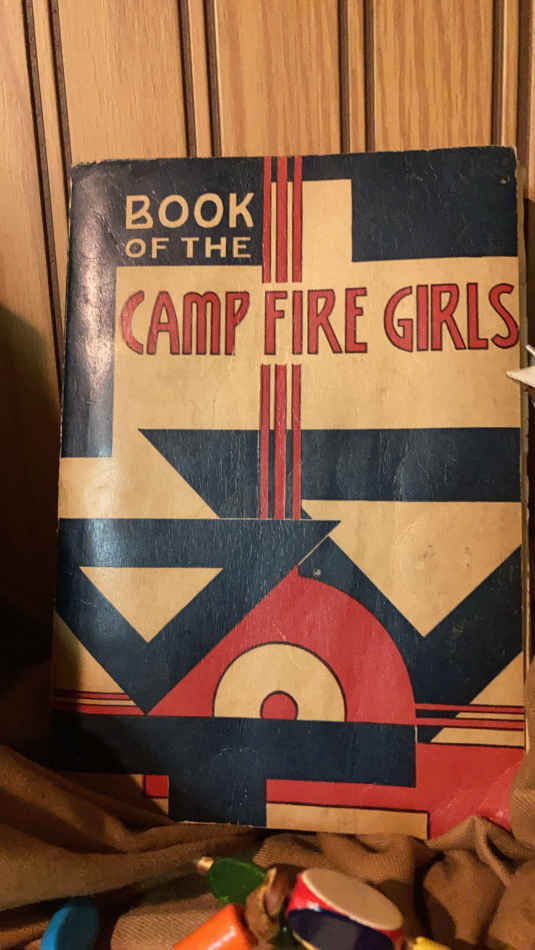 BOOK
OF THE
CAMP FIRE GIRLS